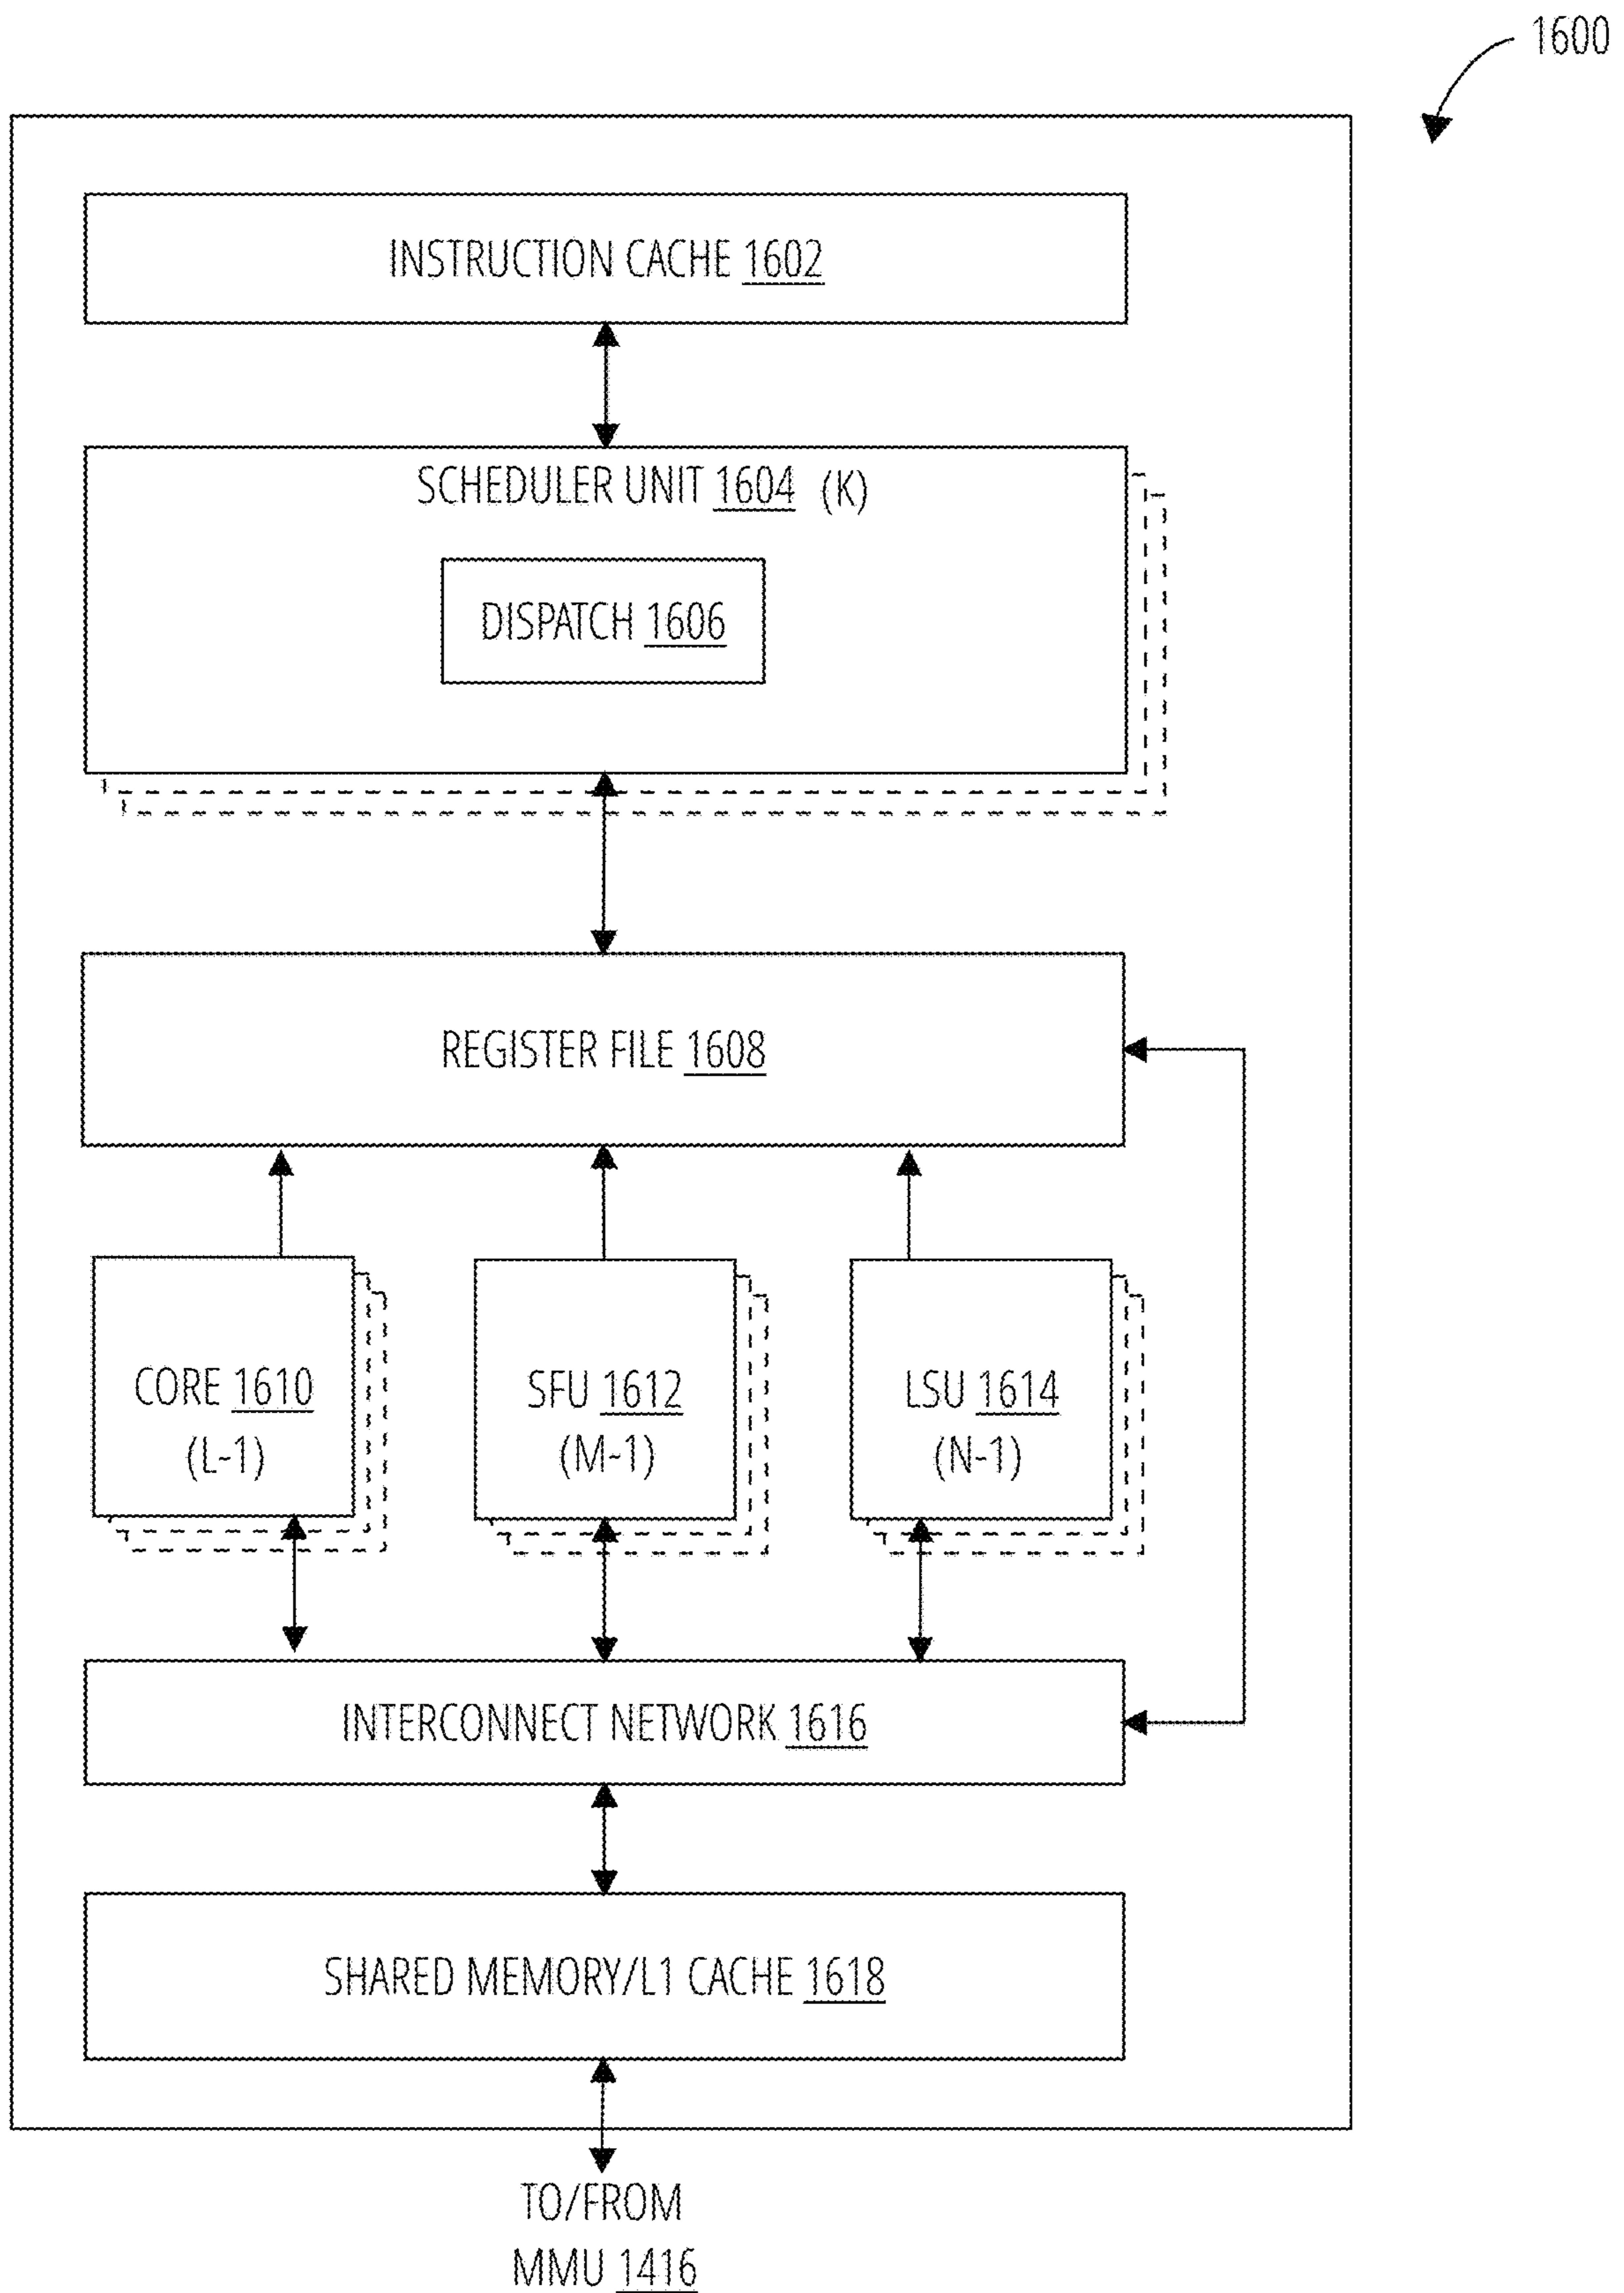 1600
INSTRUCTION CACHE 1602
SCHEDULER UNIT 1604 (K)
DISPATCH 1606
REGISTER FILE 1608
CORE 1610
(L-1)
SFU 1612
(M-1)
LSU 1614
(N-1)
INTERCONNECT NETWORK 1616
SHARED MEMORY/L1 CACHE 1618
TO/FROM
MMU 1416